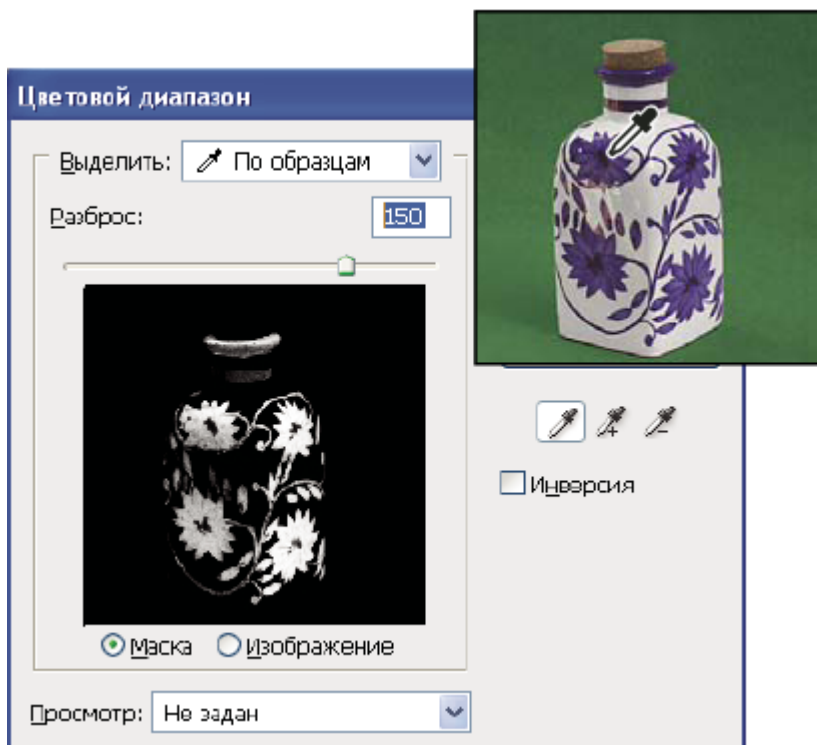 Цветовой диапазон
Выделить: По образцам
Разброс: 150
Маска Изображение
Инверсия
Просмотр: Не задан